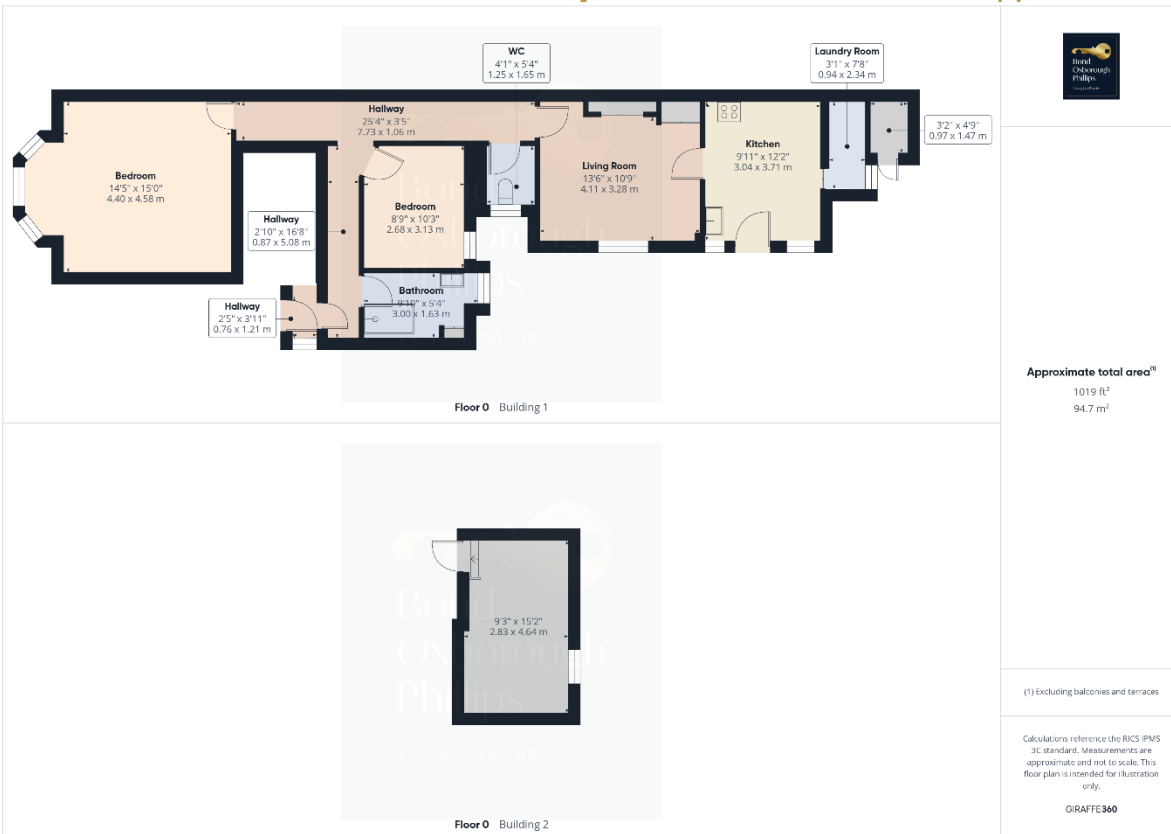 WC
4'1" x 5'4"
1.25 x 1.65 m
Laundry Room
3'1" x 7'8"
0.94 x 2.34 m
Hallway
25'4" x 3'5"
7.73 x 1.06 m
3'2" x 4'9"
0.97 x 1.47 m
Kitchen
9'11" x 12'2"
3.04 x 3.71 m
Bedroom
14'5" x 15'0"
4.40 x 4.58 m
Living Room
13'6" x 10'9"
4.11 x 3.28 m
Bedroom
8'9" x 10'3"
2.68 x 3.13 m
Hallway
2'10" x 16'8"
0.87 x 5.08 m
Bathroom
9'10" x 5'4"
3.00 x 1.63 m
Hallway
2'5" x 3'11"
0.76 x 1.21 m
Floor 0 Building 1
9'3" x 15'2"
2.83 x 4.64 m
Bond
Oxborough
Phillips
Floor 0 Building 2
Bond
Oxborough
Phillips
Approximate total area(1)
1019 ft²
94.7 m²
(1) Excluding balconies and terraces
Calculations reference the RICS IPMS
3C standard. Measurements are
approximate and not to scale. This
floor plan is intended for illustration
only.
GIRAFFE360